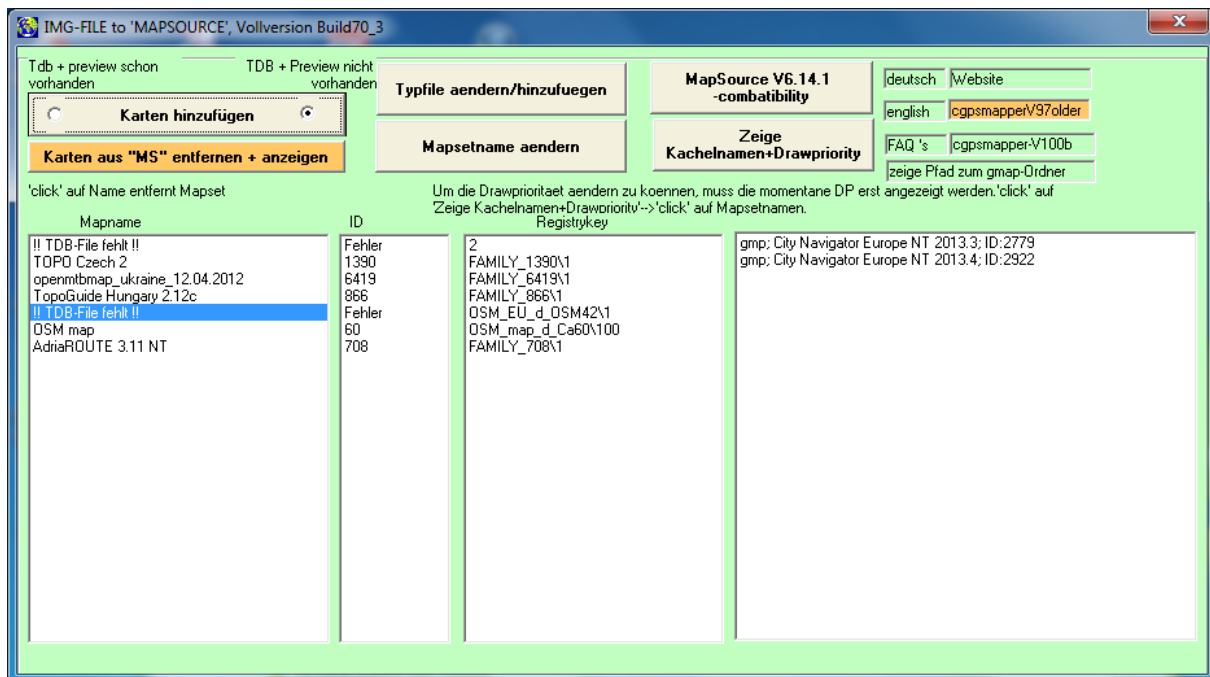 IMG-FILE to 'MAPSOURCE', Vollversion Build70_3
Tdb + preview schon vorhanden
TDB + Preview nicht vorhanden
Karten hinzufügen
Karten aus "MS" entfernen + anzeigen
Typfile aendern/hinzufuegen
Mapsetname aendern
MapSource V6.14.1
-combatibility
Zeige
Kachelnamen+Drawpriority
deutsch Website
english cgpsmapperV97older
FAQ 's cgpsmapper-V100b
zeige Pfad zum gmap-Ordner
'click' auf Name entfernt Mapset
Um die Drawprioritaet aendern zu koennen, muss die momentane DP erst angezeigt werden.'click' auf
'Zeige Kachelnamen+Drawpriority'-->'click' auf Mapsetnamen.
Mapname ID Registrykey
!! TDB-File fehlt !! Fehler 2
TOPO Czech 2 1390 FAMILY_1390\1
openmtbmap_ukraine_12.04.2012 6419 FAMILY_6419\1
TopoGuide Hungary 2.12c 866 FAMILY_866\1
!! TDB-File fehlt !! Fehler OSM_EU_d_OSM42\1
OSM map 60 OSM_map_d_Ca60\100
AdriaROUTE 3.11 NT 708 FAMILY_708\1
gmp; City Navigator Europe NT 2013.3; ID:2779
gmp; City Navigator Europe NT 2013.4; ID:2922